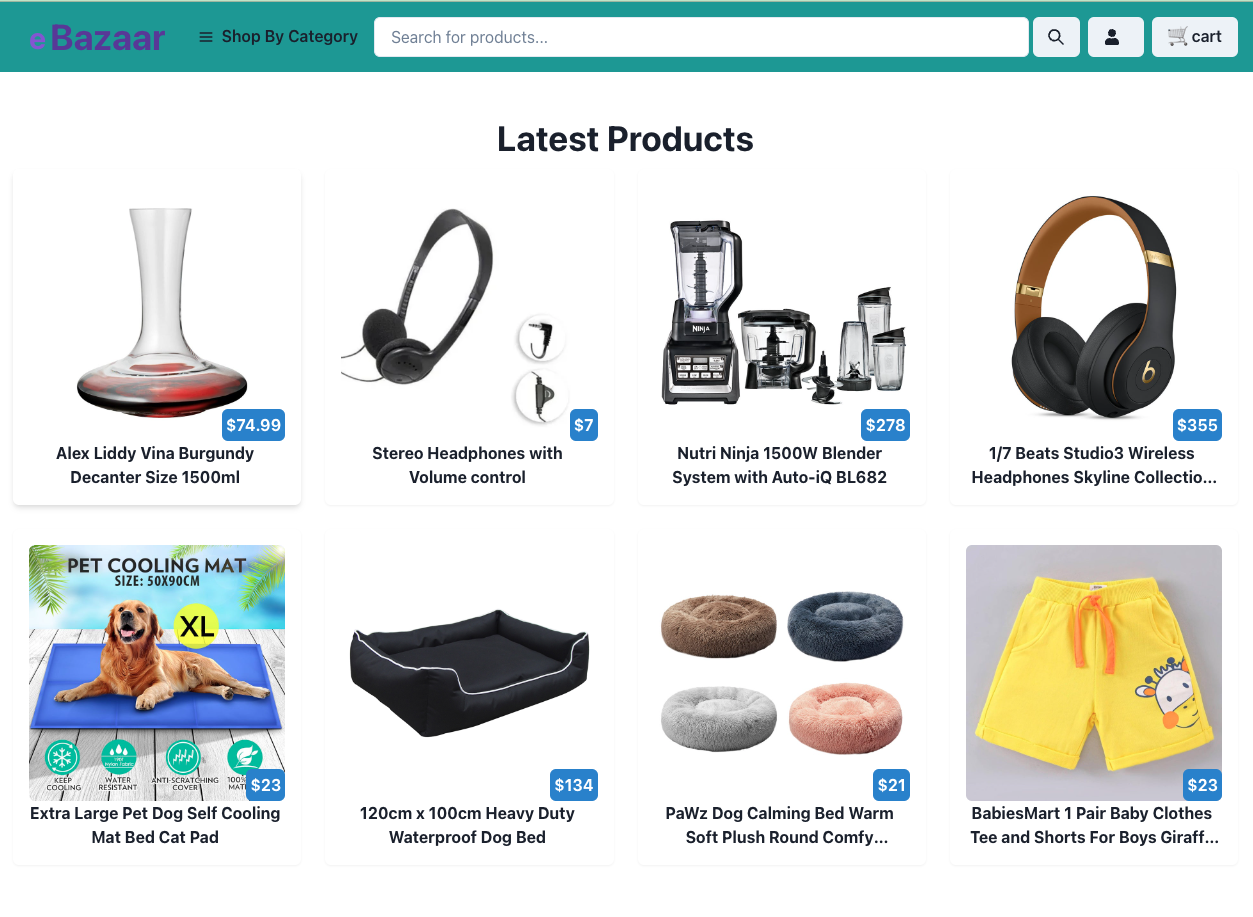 eBazaar
Shop By Category
Search for products...
cart
Latest Products
NINJA
$74.99
$7
$278
$355
Alex Liddy Vina Burgundy
Decanter Size 1500ml
Stereo Headphones with
Volume control
Nutri Ninja 1500W Blender
System with Auto-iQ BL682
1/7 Beats Studio3 Wireless
Headphones Skyline Collectio...
PET COOLING MAT
SIZE: 50X90CM
XL
KEEP
COOLING
WATER
RESISTANT
ANTI-SCRATCHING
COVER
$23
$134
$21
$23
Extra Large Pet Dog Self Cooling
Mat Bed Cat Pad
120cm x 100cm Heavy Duty
Waterproof Dog Bed
PaWz Dog Calming Bed Warm
Soft Plush Round Comfy...
BabiesMart 1 Pair Baby Clothes
Tee and Shorts For Boys Giraff...